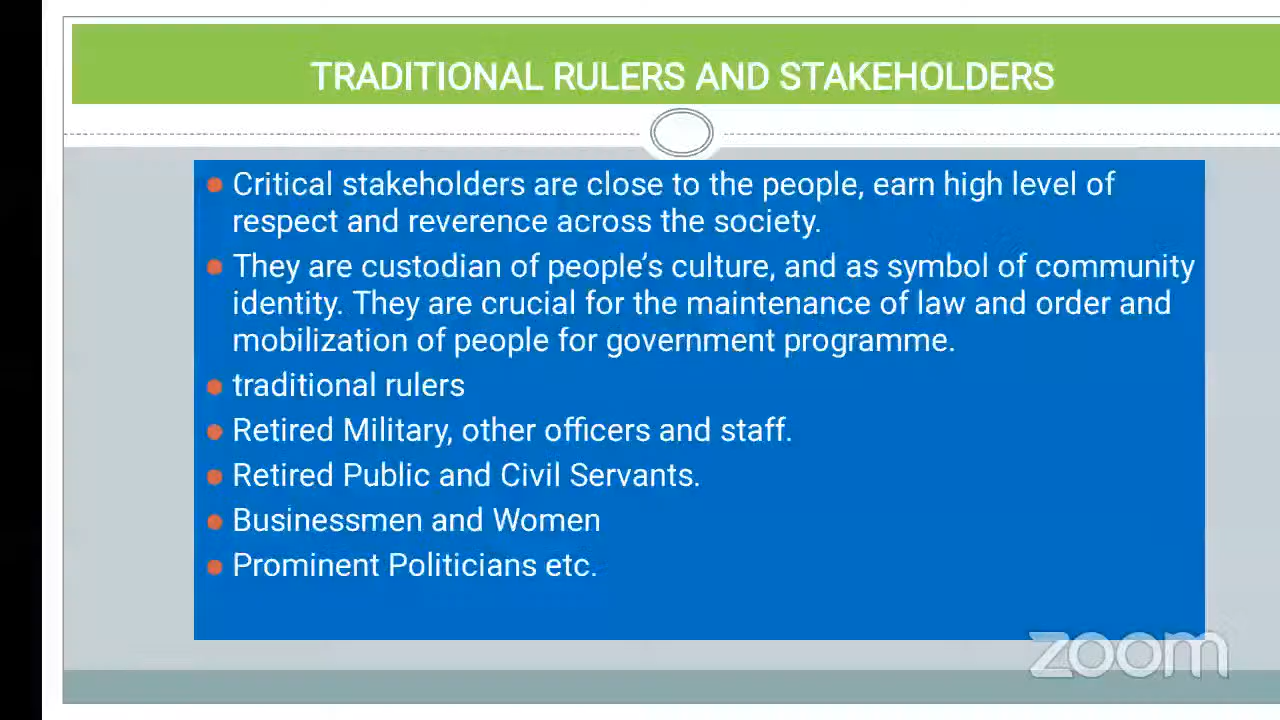 TRADITIONAL RULERS AND STAKEHOLDERS
Critical stakeholders are close to the people, earn high level of
respect and reverence across the society.
They are custodian of people's culture, and as symbol of community
identity. They are crucial for the maintenance of law and order and
mobilization of people for government programme.
traditional rulers
Retired Military, other officers and staff.
Retired Public and Civil Servants.
Businessmen and Women
Prominent Politicians etc.
zoom